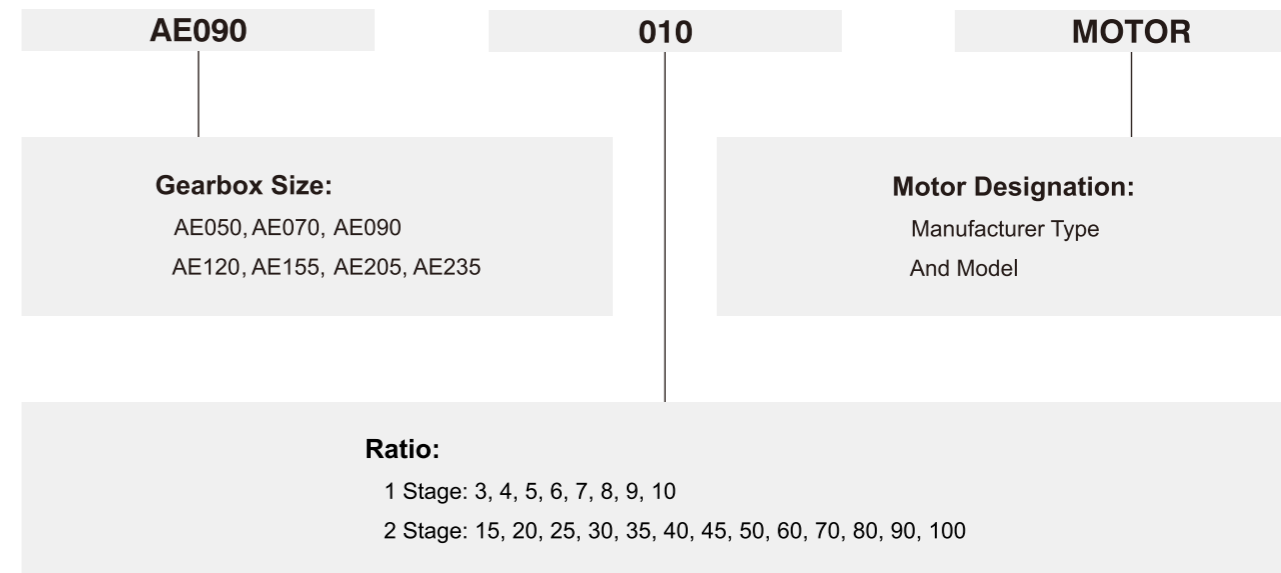 AE090 010 MOTOR
Gearbox Size:
AE050, AE070, AE090
AE120, AE155, AE205, AE235
Motor Designation:
Manufacturer Type
And Model
Ratio:
1 Stage: 3, 4, 5, 6, 7, 8, 9, 10
2 Stage: 15, 20, 25, 30, 35, 40, 45, 50, 60, 70, 80, 90, 100